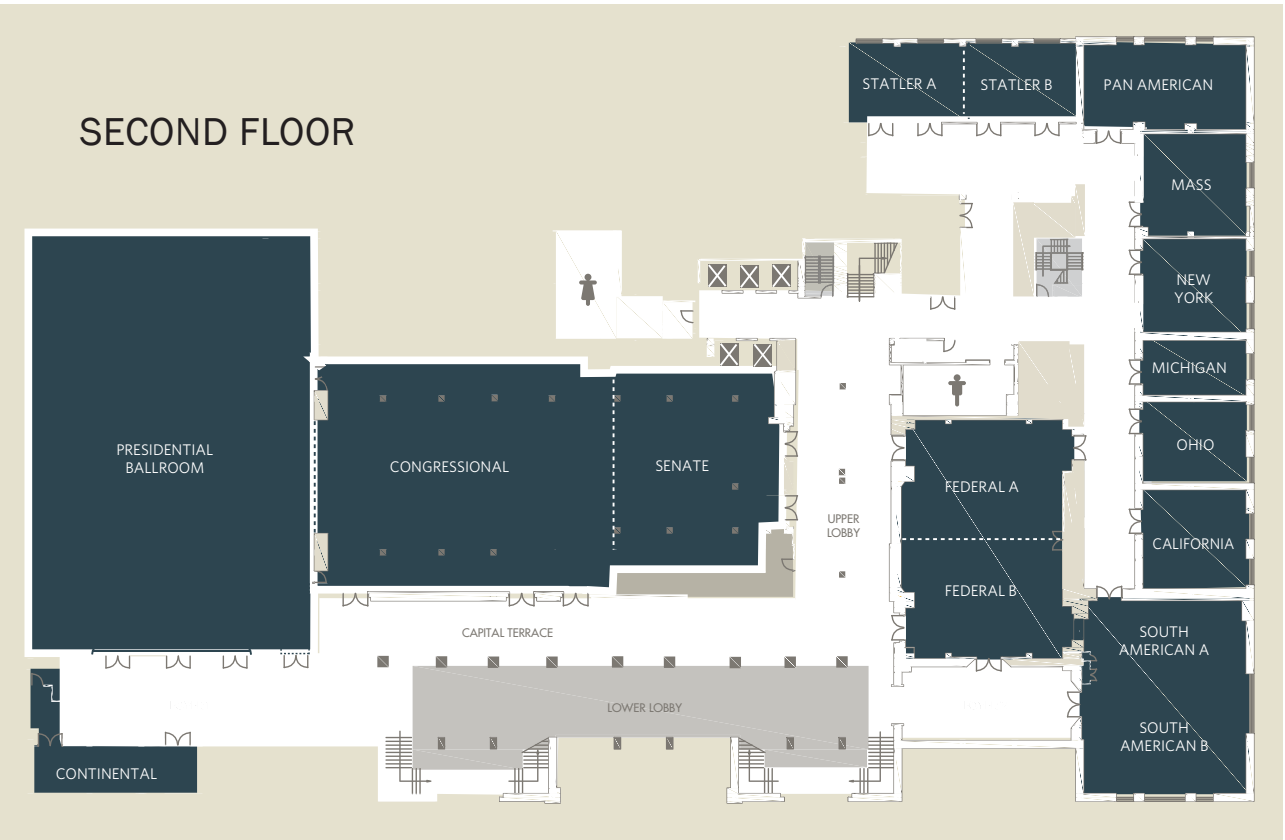 SECOND FLOOR
STATLER A
STATLER B
PAN AMERICAN
MASS
NEW
YORK
MICHIGAN
OHIO
CALIFORNIA
PRESIDENTIAL
BALLROOM
CONGRESSIONAL
SENATE
UPPER
LOBBY
FEDERAL A
FEDERAL B
CAPITAL TERRACE
LOWER LOBBY
SOUTH
AMERICAN A
SOUTH
AMERICAN B
CONTINENTAL